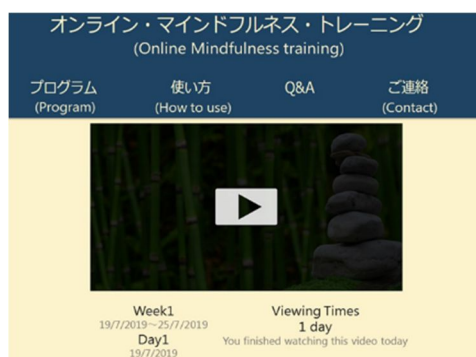 オンライン・マインドフルネス・トレーニング
(Online Mindfulness training)
プログラム 使い方 Q&A ご連絡
(Program) (How to use) (Contact)
Week1 Viewing Times
19/7/2019~25/7/2019 1 day
Day1 You finished watching this video today
19/7/2019